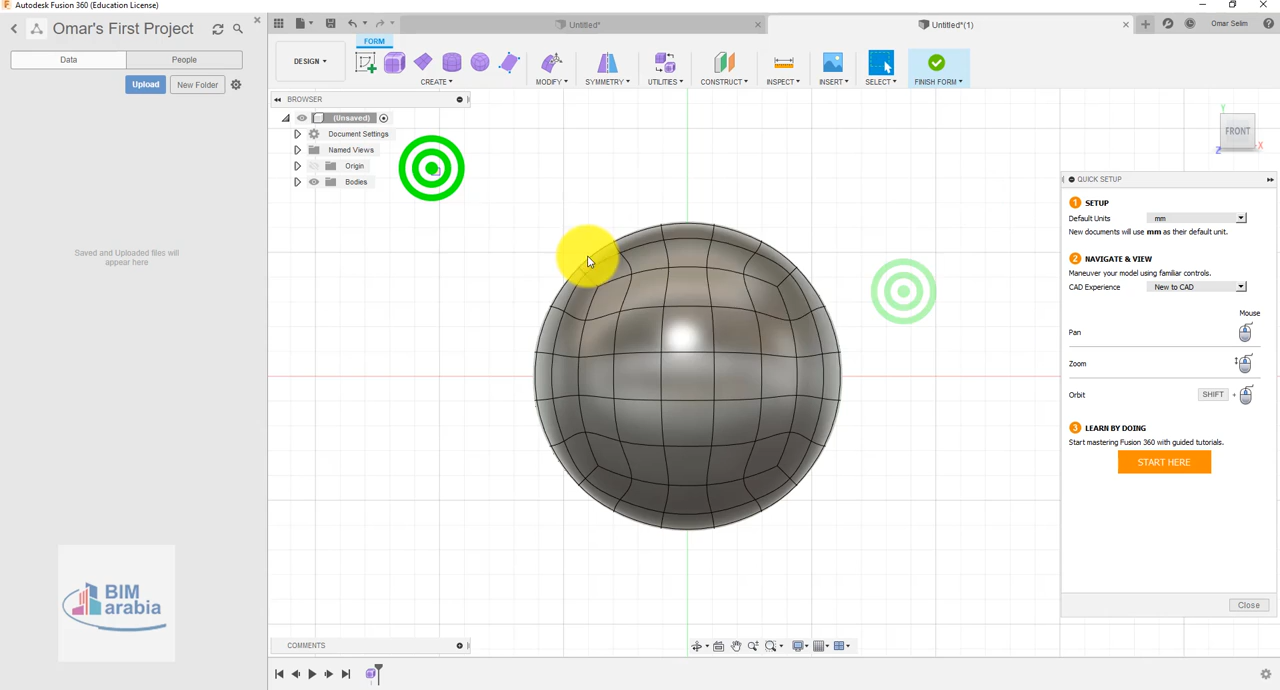 Autodesk Fusion 360 (Education License)
Omar's First Project
Untitled*
Untitled*(1)
Omar Selim
Data
People
Upload
New Folder
Saved and Uploaded files will
appear here
BIM
arabia
FORM
DESIGN
CREATE
MODIFY
SYMMETRY
UTILITIES
CONSTRUCT
INSPECT
INSERT
SELECT
FINISH FORM
BROWSER
(Unsaved)
Document Settings
Named Views
Origin
Bodies
Y
FRONT
X
Z
QUICK SETUP
1 SETUP
Default Units mm
New documents will use mm as their default unit.
2 NAVIGATE & VIEW
Maneuver your model using familiar controls.
CAD Experience New to CAD
Mouse
Pan
Zoom
Orbit SHIFT +
3 LEARN BY DOING
Start mastering Fusion 360 with guided tutorials.
START HERE
Close
COMMENTS